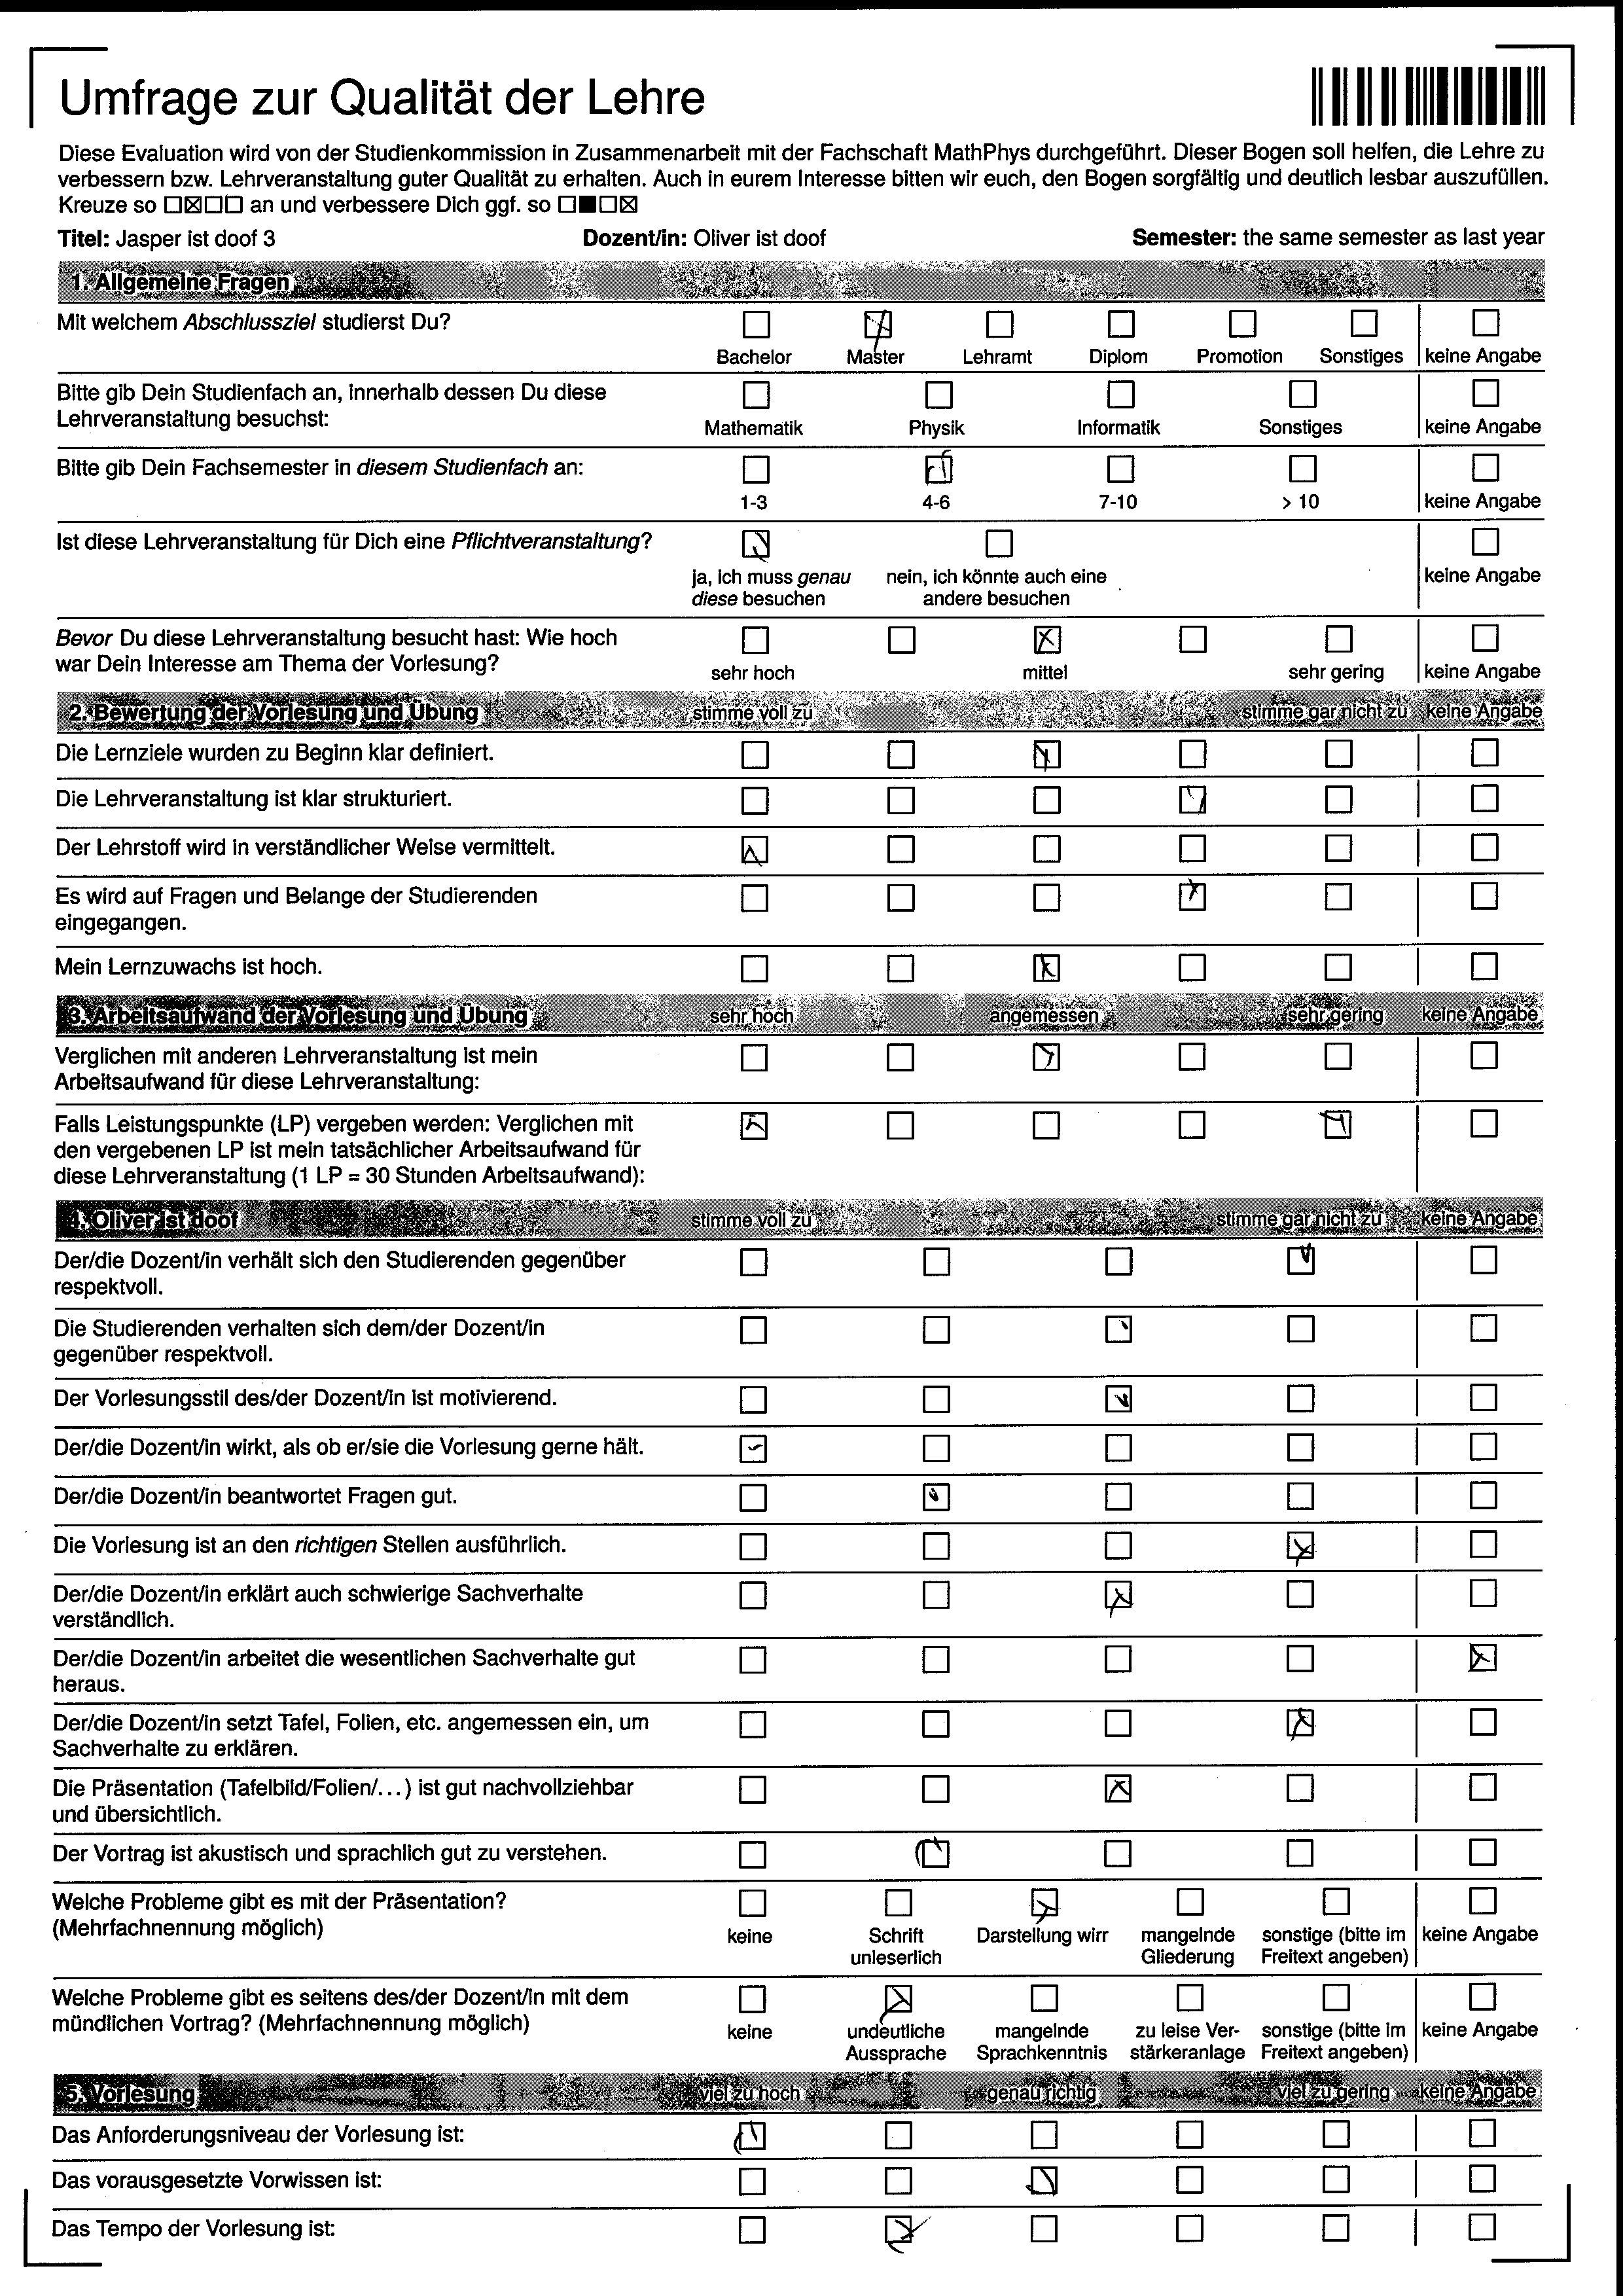 Umfrage zur Qualität der Lehre
Diese Evaluation wird von der Studienkommission in Zusammenarbeit mit der Fachschaft MathPhys durchgeführt. Dieser Bogen soll helfen, die Lehre zu
verbessern bzw. Lehrveranstaltung guter Qualität zu erhalten. Auch in eurem Interesse bitten wir euch, den Bogen sorgfältig und deutlich lesbar auszufüllen.
Kreuze so ☐☒☐☐ an und verbessere Dich ggf. so ☐■☐☒
Titel: Jasper ist doof 3 Dozent/in: Oliver ist doof Semester: the same semester as last year
1. Allgemeine Fragen
Mit welchem Abschlussziel studierst Du?
Bachelor Master Lehramt Diplom Promotion Sonstiges keine Angabe
Bitte gib Dein Studienfach an, innerhalb dessen Du diese
Lehrveranstaltung besuchst:
Mathematik Physik Informatik Sonstiges keine Angabe
Bitte gib Dein Fachsemester in diesem Studienfach an:
1-3 4-6 7-10 > 10 keine Angabe
Ist diese Lehrveranstaltung für Dich eine Pflichtveranstaltung?
ja, ich muss genau nein, ich könnte auch eine keine Angabe
diese besuchen andere besuchen
Bevor Du diese Lehrveranstaltung besucht hast: Wie hoch
war Dein Interesse am Thema der Vorlesung?
sehr hoch mittel sehr gering keine Angabe
2. Bewertung der Vorlesung und Übung stimme voll zu stimme gar nicht zu keine Angabe
Die Lernziele wurden zu Beginn klar definiert.
Die Lehrveranstaltung ist klar strukturiert.
Der Lehrstoff wird in verständlicher Weise vermittelt.
Es wird auf Fragen und Belange der Studierenden
eingegangen.
Mein Lernzuwachs ist hoch.
3. Arbeitsaufwand der Vorlesung und Übung sehr hoch angemessen sehr gering keine Angabe
Verglichen mit anderen Lehrveranstaltung ist mein
Arbeitsaufwand für diese Lehrveranstaltung:
Falls Leistungspunkte (LP) vergeben werden: Verglichen mit
den vergebenen LP ist mein tatsächlicher Arbeitsaufwand für
diese Lehrveranstaltung (1 LP = 30 Stunden Arbeitsaufwand):
4. Oliver ist doof stimme voll zu stimme gar nicht zu keine Angabe
Der/die Dozent/in verhält sich den Studierenden gegenüber
respektvoll.
Die Studierenden verhalten sich dem/der Dozent/in
gegenüber respektvoll.
Der Vorlesungsstil des/der Dozent/in ist motivierend.
Der/die Dozent/in wirkt, als ob er/sie die Vorlesung gerne hält.
Der/die Dozent/in beantwortet Fragen gut.
Die Vorlesung ist an den richtigen Stellen ausführlich.
Der/die Dozent/in erklärt auch schwierige Sachverhalte
verständlich.
Der/die Dozent/in arbeitet die wesentlichen Sachverhalte gut
heraus.
Der/die Dozent/in setzt Tafel, Folien, etc. angemessen ein, um
Sachverhalte zu erklären.
Die Präsentation (Tafelbild/Folien/...) ist gut nachvollziehbar
und übersichtlich.
Der Vortrag ist akustisch und sprachlich gut zu verstehen.
Welche Probleme gibt es mit der Präsentation?
(Mehrfachnennung möglich)
keine Schrift Darstellung wirr mangelnde sonstige (bitte im keine Angabe
unleserlich Gliederung Freitext angeben)
Welche Probleme gibt es seitens des/der Dozent/in mit dem
mündlichen Vortrag? (Mehrfachnennung möglich)
keine undeutliche mangelnde zu leise Ver- sonstige (bitte im keine Angabe
Aussprache Sprachkenntnis stärkeranlage Freitext angeben)
5. Vorlesung viel zu hoch genau richtig viel zu gering keine Angabe
Das Anforderungsniveau der Vorlesung ist:
Das vorausgesetzte Vorwissen ist:
Das Tempo der Vorlesung ist: